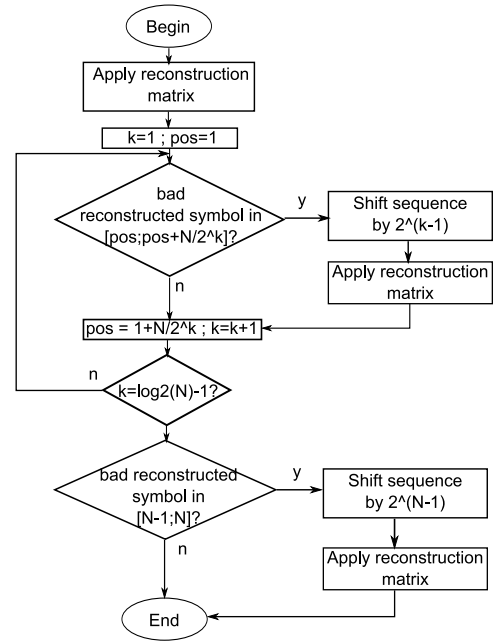 Begin
Apply reconstruction
matrix
k=1 ; pos=1
bad
reconstructed symbol in
[pos;pos+N/2^k]?
y
Shift sequence
by 2^(k-1)
Apply reconstruction
matrix
n
pos = 1+N/2^k ; k=k+1
n
k=log2(N)-1?
bad reconstructed
symbol in
[N-1;N]?
y
Shift sequence
by 2^(N-1)
n
Apply reconstruction
matrix
End